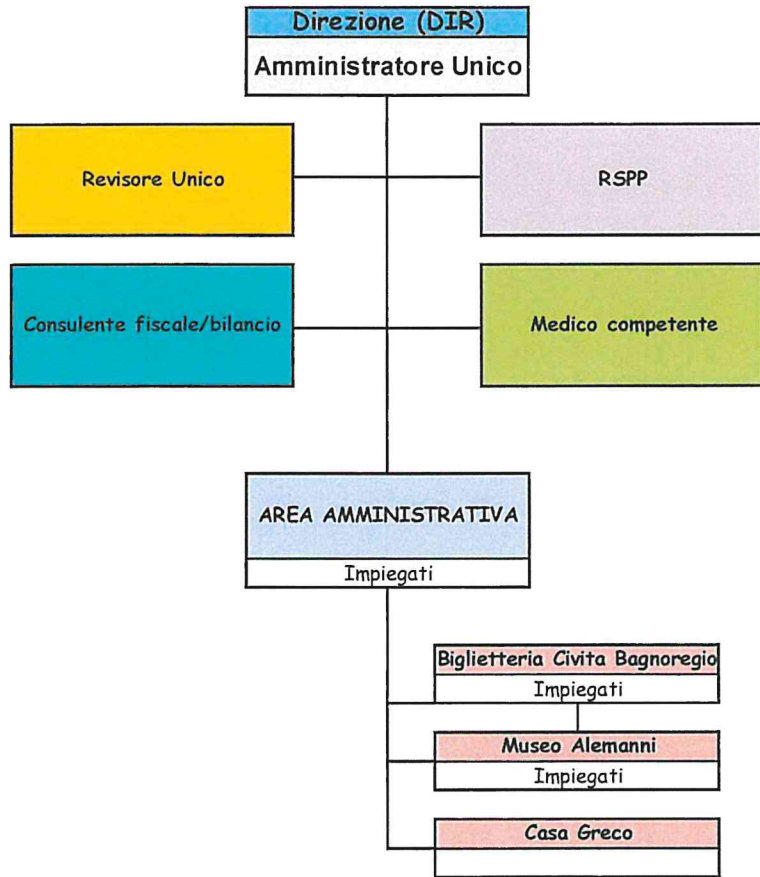 Direzione (DIR)
Amministratore Unico
Revisore Unico
RSPP
Consulente fiscale/bilancio
Medico competente
AREA AMMINISTRATIVA
Impiegati
Biglietteria Civita Bagnoregio
Impiegati
Museo Alemanni
Impiegati
Casa Greco